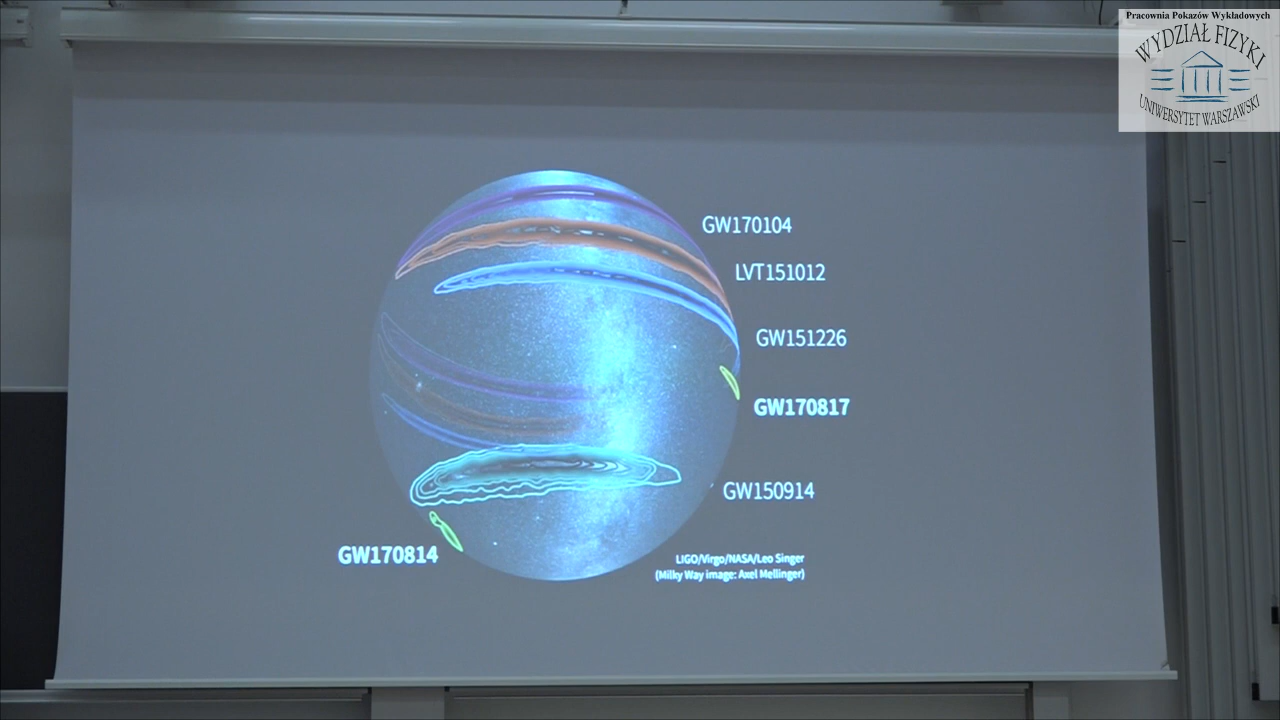 Pracownia Pokazów Wykładowych
WYDZIAŁ FIZYKI
UNIWERSYTET WARSZAWSKI
GW170104
LVT151012
GW151226
GW170817
GW150914
GW170814
LIGO/Virgo/NASA/Leo Singer
(Milky Way image: Axel Mellinger)